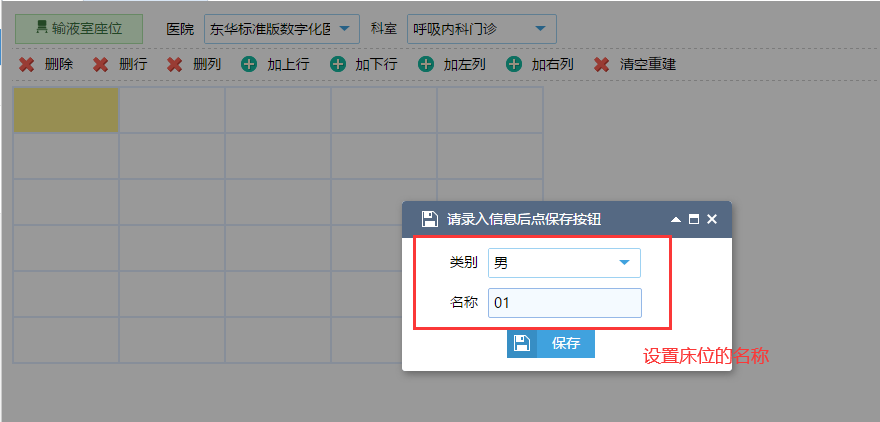 输液室座位 医院 东华标准版数字化医 科室 呼吸内科门诊
删除 删行 删列 加上行 加下行 加左列 加右列 清空重建
请录入信息后点保存按钮
类别 男
名称 01
保存
设置床位的名称